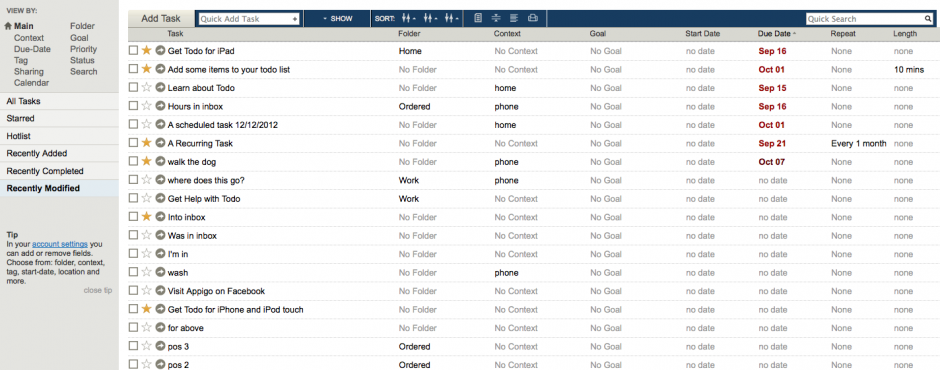 VIEW BY:
Main Folder
Context Goal
Due-Date Priority
Tag Status
Sharing Search
Calendar
All Tasks
Starred
Hotlist
Recently Added
Recently Completed
Recently Modified
Tip
In your account settings you
can add or remove fields.
Choose from: folder, context,
tag, start-date, location and
more.
close tip
Add Task Quick Add Task SHOW SORT: Quick Search
Task Folder Context Goal Start Date Due Date Repeat Length
Get Todo for iPad Home No Context No Goal no date Sep 16 None none
Add some items to your todo list No Folder No Context No Goal no date Oct 01 None 10 mins
Learn about Todo No Folder home No Goal no date Sep 15 None none
Hours in inbox Ordered phone No Goal no date Sep 16 None none
A scheduled task 12/12/2012 No Folder home No Goal no date Oct 01 None none
A Recurring Task No Folder No Context No Goal no date Sep 21 Every 1 month none
walk the dog No Folder phone No Goal no date Oct 07 None none
where does this go? Work phone No Goal no date no date None none
Get Help with Todo Work No Context No Goal no date no date None none
Into inbox No Folder No Context No Goal no date no date None none
Was in inbox No Folder No Context No Goal no date no date None none
I'm in No Folder No Context No Goal no date no date None none
wash No Folder phone No Goal no date no date None none
Visit Appigo on Facebook No Folder No Context No Goal no date no date None none
Get Todo for iPhone and iPod touch No Folder No Context No Goal no date no date None none
for above No Folder No Context No Goal no date no date None none
pos 3 Ordered No Context No Goal no date no date None none
pos 2 Ordered No Context No Goal no date no date None none